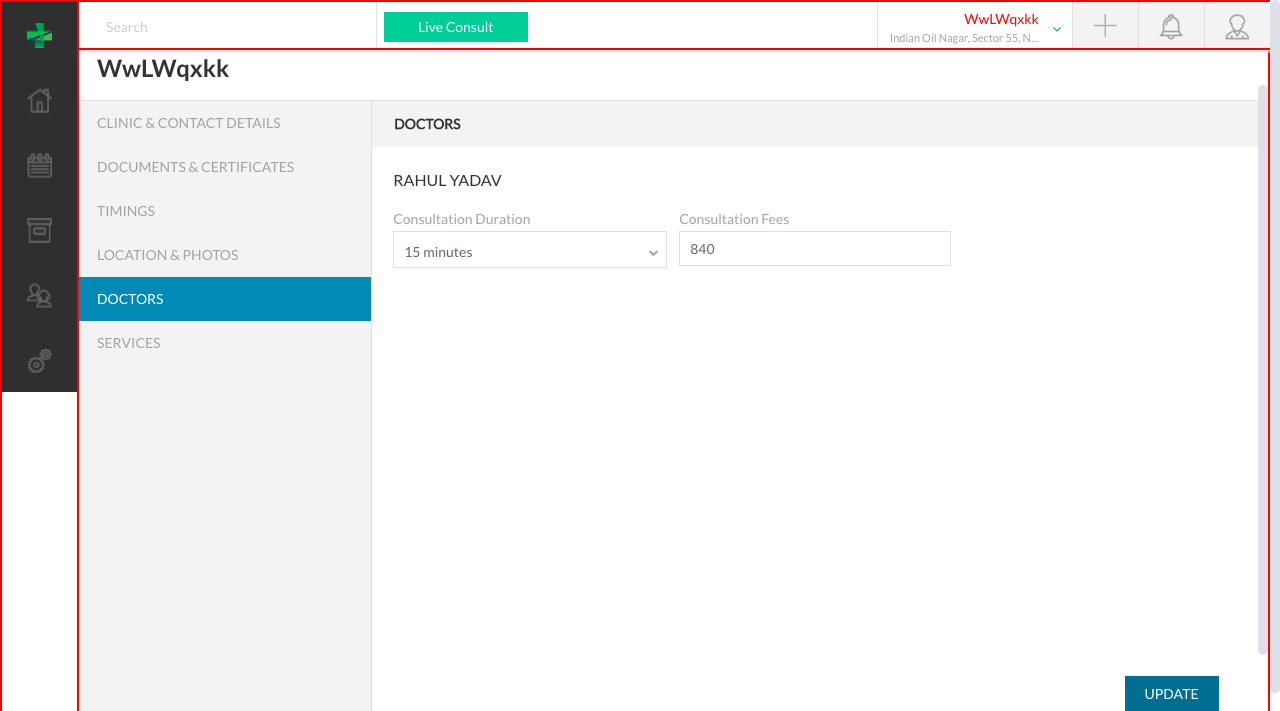 Search
Live Consult
WwLWqxkk
Indian Oil Nagar, Sector 55, N...
WwLWqxkk
CLINIC & CONTACT DETAILS
DOCUMENTS & CERTIFICATES
TIMINGS
LOCATION & PHOTOS
DOCTORS
SERVICES
DOCTORS
RAHUL YADAV
Consultation Duration
Consultation Fees
15 minutes
840
UPDATE